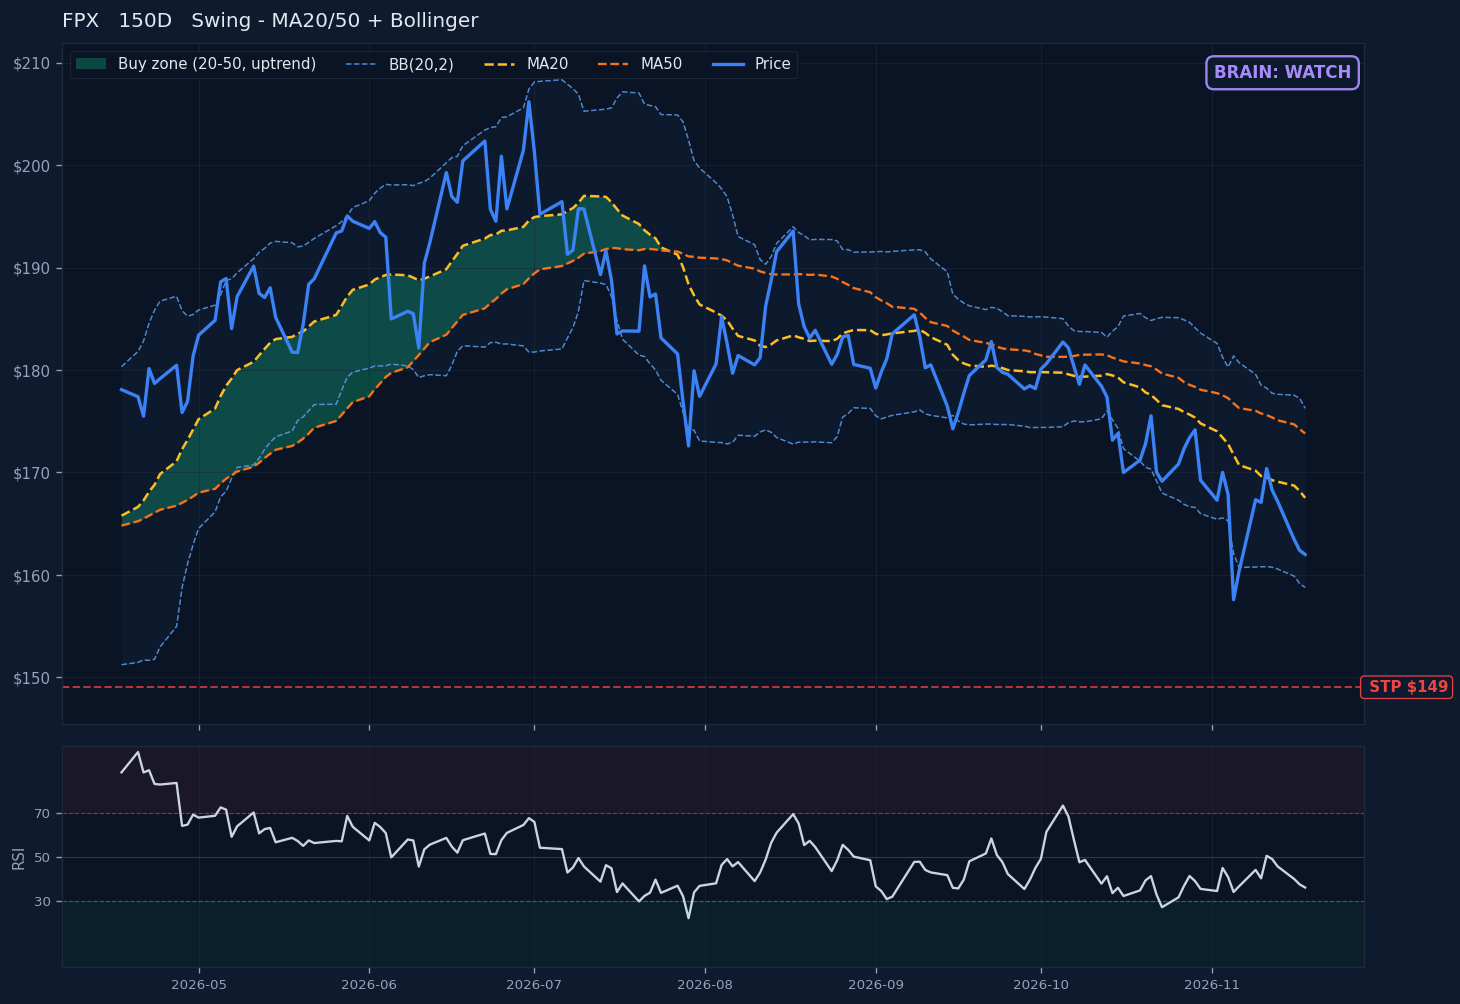 FPX 150D Swing - MA20/50 + Bollinger
Buy zone (20-50, uptrend) BB(20,2) MA20 MA50 Price
BRAIN: WATCH
$210
$200
$190
$180
$170
$160
$150
STP $149
RSI
70
50
30
2026-05 2026-06 2026-07 2026-08 2026-09 2026-10 2026-11